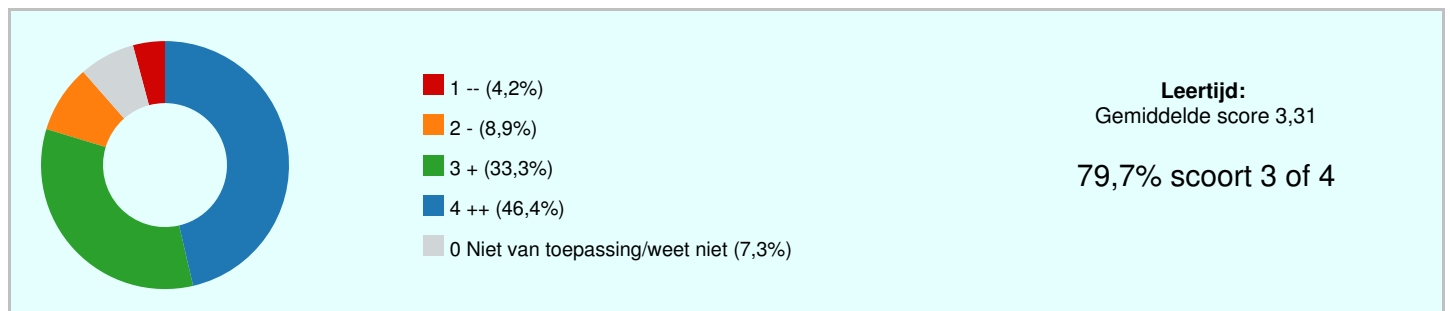 1 -- (4,2%)
2 - (8,9%)
3 + (33,3%)
4 ++ (46,4%)
0 Niet van toepassing/weet niet (7,3%)
Leertijd:
Gemiddelde score 3,31
79,7% scoort 3 of 4